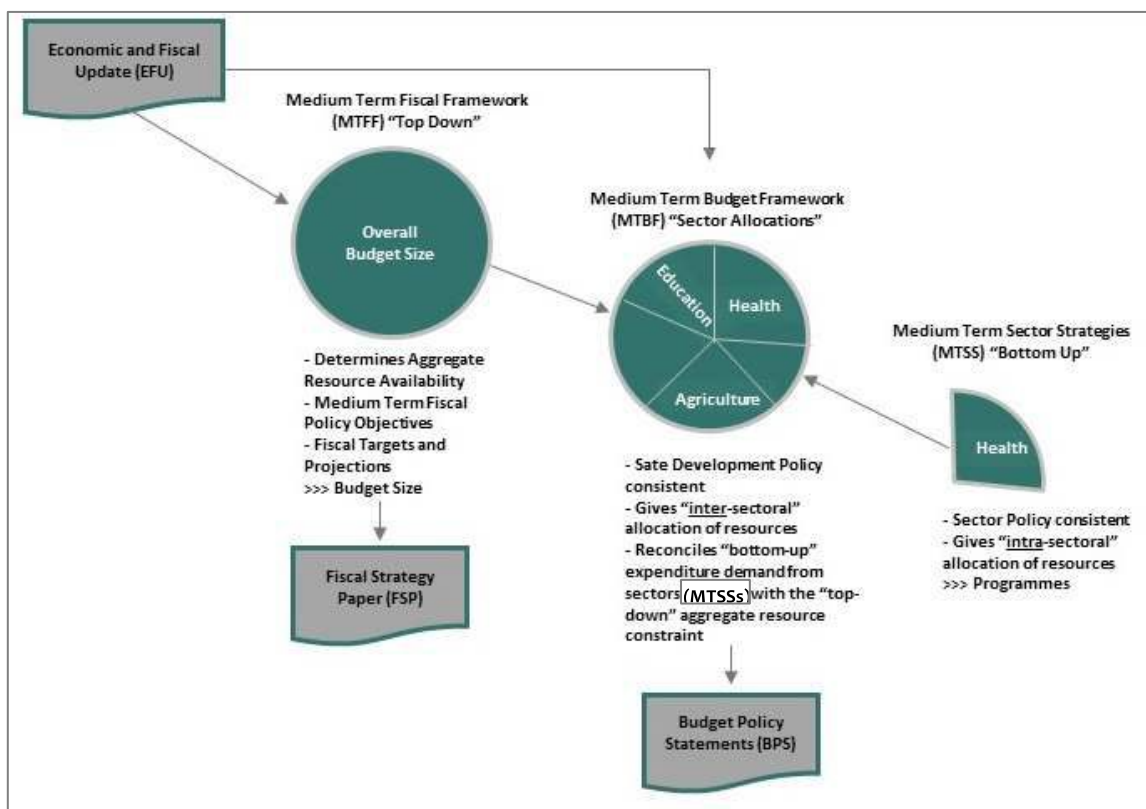 Economic and Fiscal
Update (EFU)
Medium Term Fiscal Framework
(MTFF) “Top Down”
Overall
Budget Size
- Determines Aggregate
Resource Availability
- Medium Term Fiscal
Policy Objectives
- Fiscal Targets and
Projections
>>> Budget Size
Fiscal Strategy
Paper (FSP)
Medium Term Budget Framework
(MTBF) “Sector Allocations”
Education
Health
Agriculture
- Sate Development Policy
consistent
- Gives “inter-sectoral”
allocation of resources
- Reconciles “bottom-up”
expenditure demand from
sectors (MTSSs) with the “top-
down” aggregate resource
constraint
Budget Policy
Statements (BPS)
Medium Term Sector Strategies
(MTSS) “Bottom Up”
Health
- Sector Policy consistent
- Gives “intra-sectoral”
allocation of resources
>>> Programmes